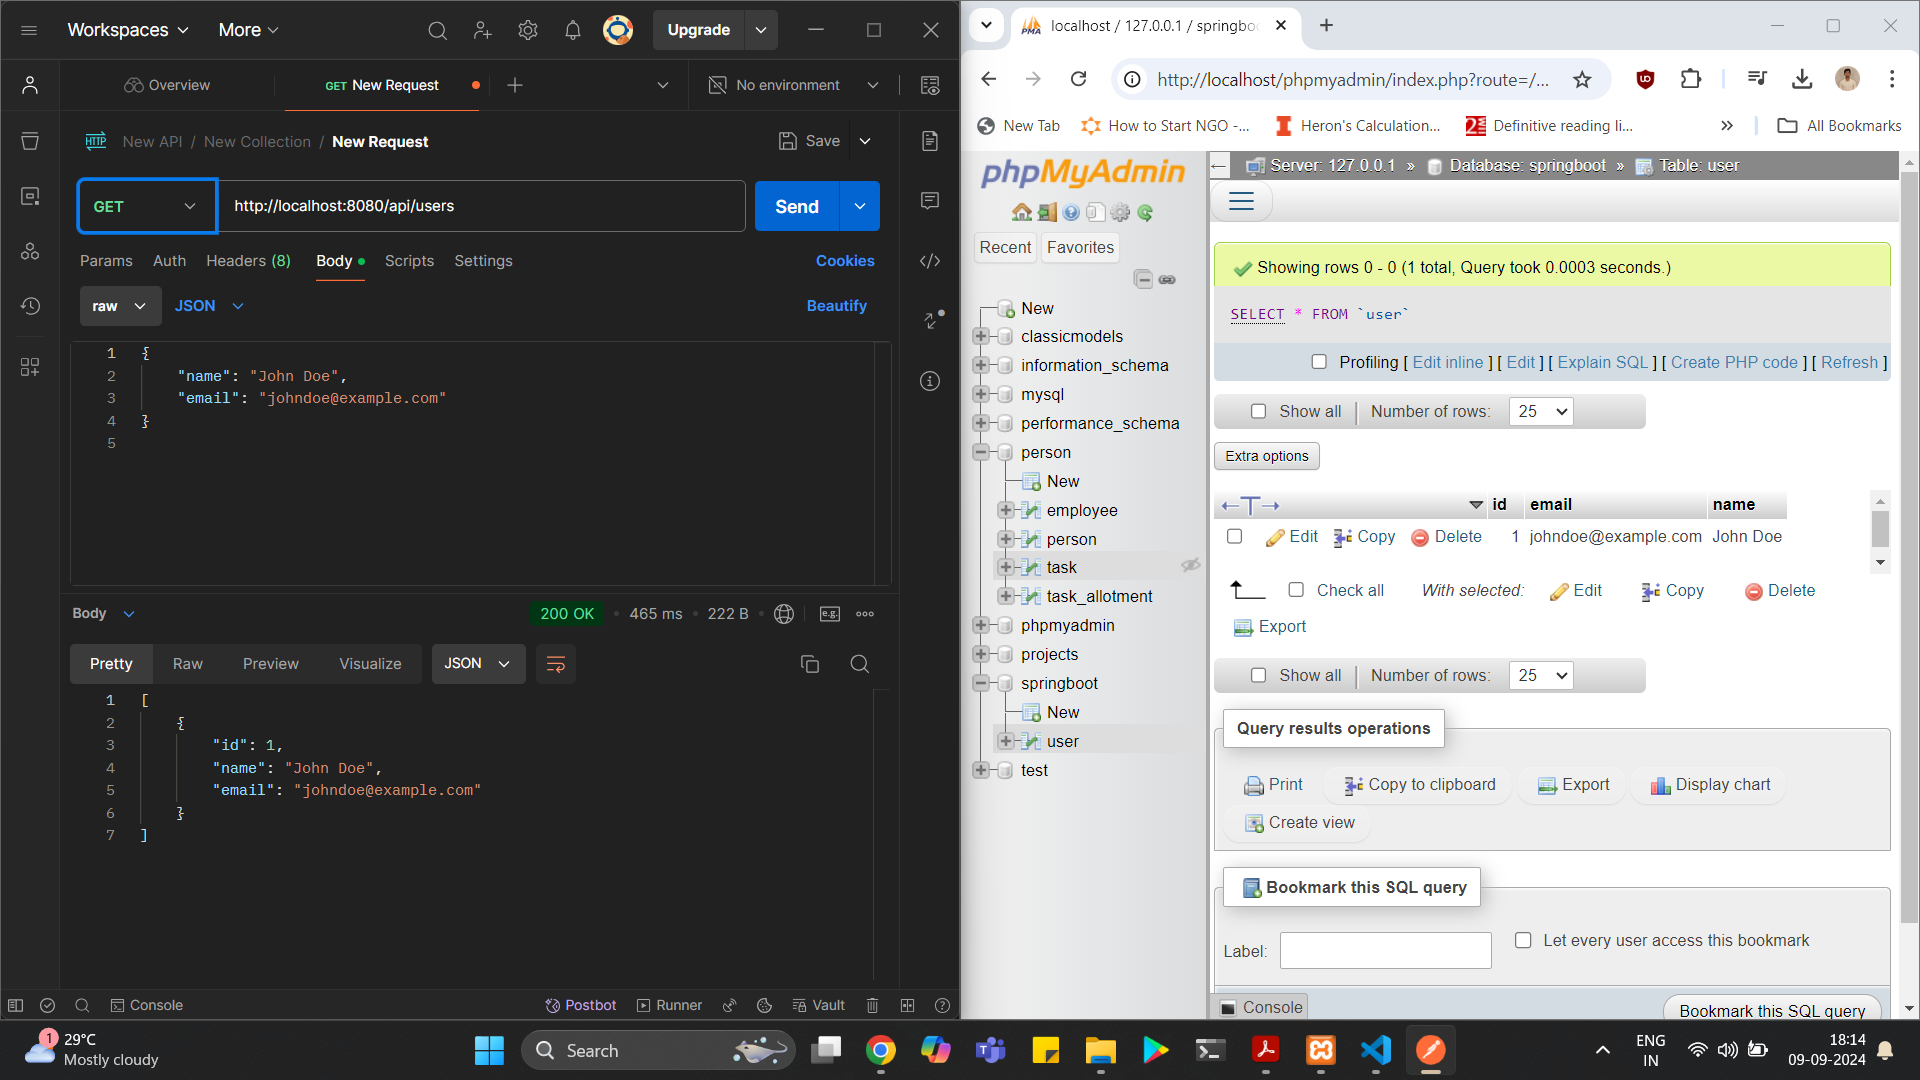 Workspaces
More
Upgrade
Overview
GET New Request
No environment
HTTP
New API / New Collection / New Request
Save
GET
http://localhost:8080/api/users
Send
Params
Auth
Headers (8)
Body
Scripts
Settings
Cookies
raw
JSON
Beautify
1 {
2 "name": "John Doe",
3 "email": "johndoe@example.com"
4 }
5
Body
200 OK
465 ms
222 B
e.g.
Pretty
Raw
Preview
Visualize
JSON
1 [
2 {
3 "id": 1,
4 "name": "John Doe",
5 "email": "johndoe@example.com"
6 }
7 ]
Console
Postbot
Runner
Vault
PMA
localhost / 127.0.0.1 / springboo
http://localhost/phpmyadmin/index.php?route=/...
New Tab
How to Start NGO -...
Heron's Calculation...
Definitive reading li...
All Bookmarks
phpMyAdmin
Recent
Favorites
New
classicmodels
information_schema
mysql
performance_schema
person
New
employee
person
task
task_allotment
phpmyadmin
projects
springboot
New
user
test
Server: 127.0.0.1 » Database: springboot » Table: user
Showing rows 0 - 0 (1 total, Query took 0.0003 seconds.)
SELECT * FROM `user`
Profiling [ Edit inline ] [ Edit ] [ Explain SQL ] [ Create PHP code ] [ Refresh ]
Show all
Number of rows:
25
Extra options
←T→
id
email
name
Edit
Copy
Delete
1
johndoe@example.com
John Doe
Check all
With selected:
Edit
Copy
Delete
Export
Show all
Number of rows:
25
Query results operations
Print
Copy to clipboard
Export
Display chart
Create view
Bookmark this SQL query
Label:
Let every user access this bookmark
Console
Bookmark this SQL query
1
29°C
Mostly cloudy
Search
ENG
IN
18:14
09-09-2024